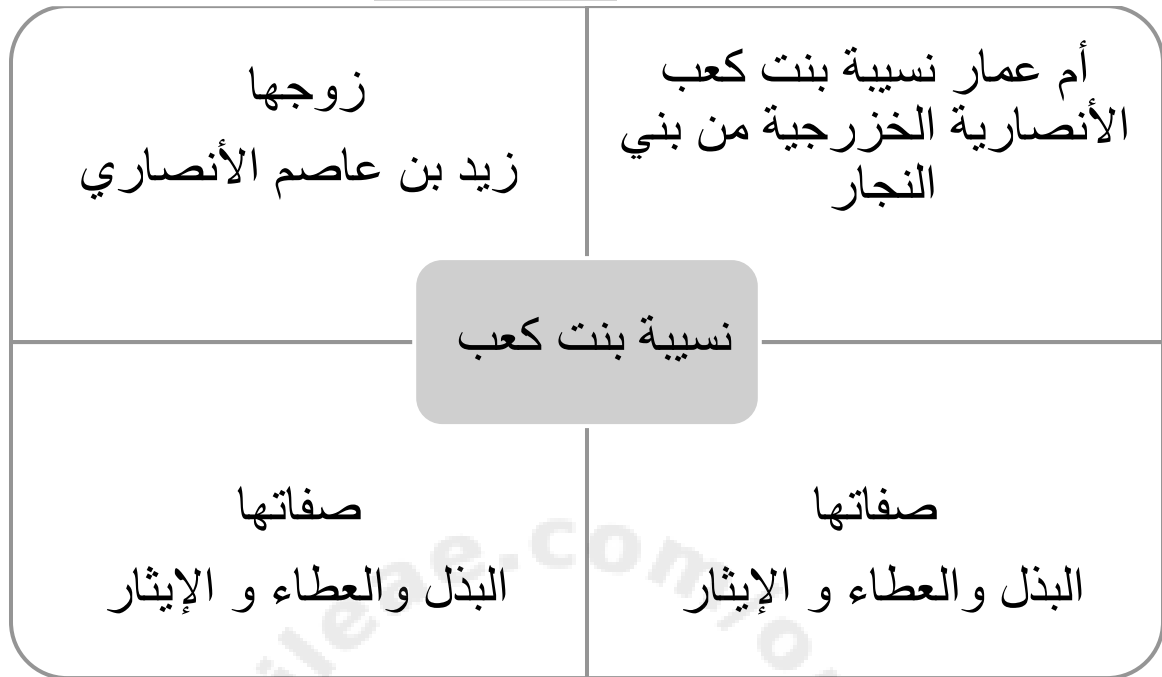 أم عمار نسيبة بنت كعب
الأنصارية الخزرجية من بني
النجار
زوجها
زيد بن عاصم الأنصاري
نسيبة بنت كعب
صفاتها
البذل والعطاء و الإيثار
صفاتها
البذل والعطاء و الإيثار